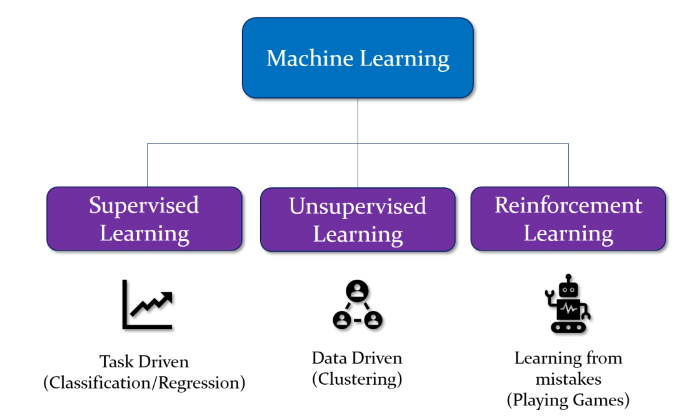 Machine Learning
Supervised
Learning
Unsupervised
Learning
Reinforcement
Learning
Task Driven
(Classification/Regression)
Data Driven
(Clustering)
Learning from
mistakes
(Playing Games)